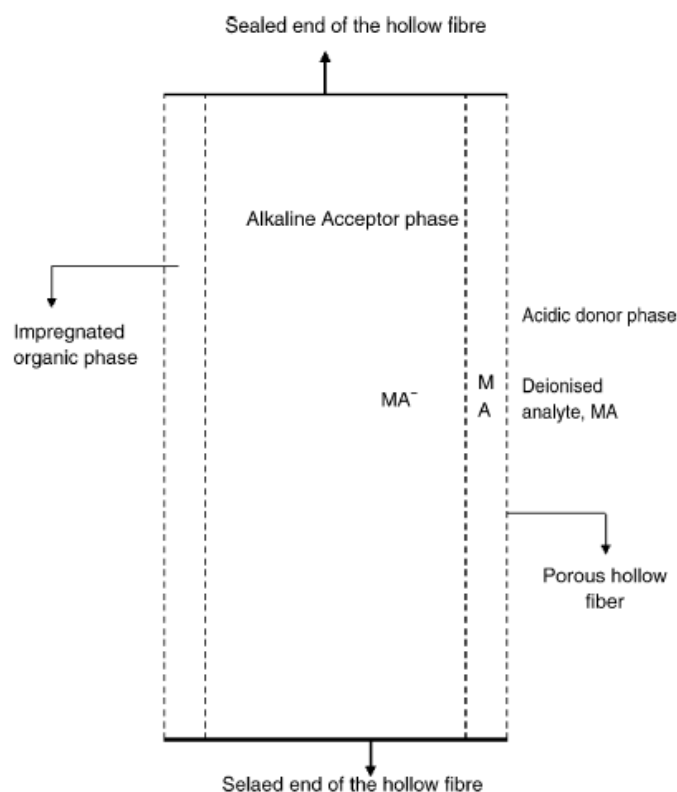 Sealed end of the hollow fibre
Alkaline Acceptor phase
Impregnated
organic phase
Acidic donor phase
MA⁻
M
A
Deionised
analyte, MA
Porous hollow
fiber
Selaed end of the hollow fibre